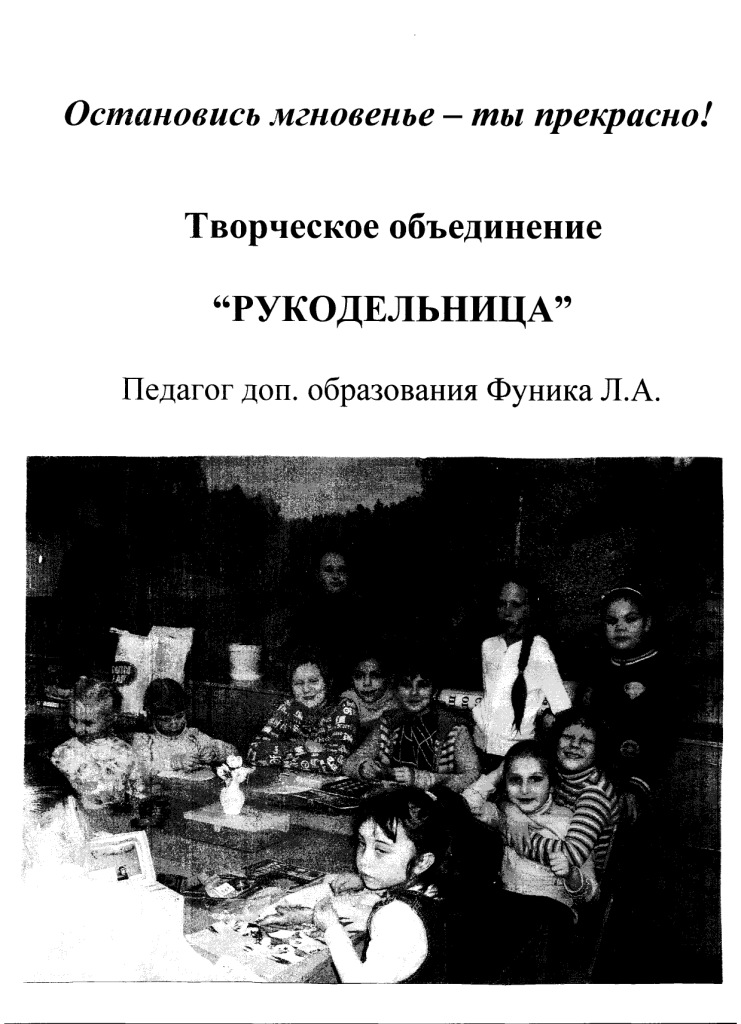 Остановись мгновенье – ты прекрасно!
Творческое объединение
“РУКОДЕЛЬНИЦА”
Педагог доп. образования Фуника Л.А.